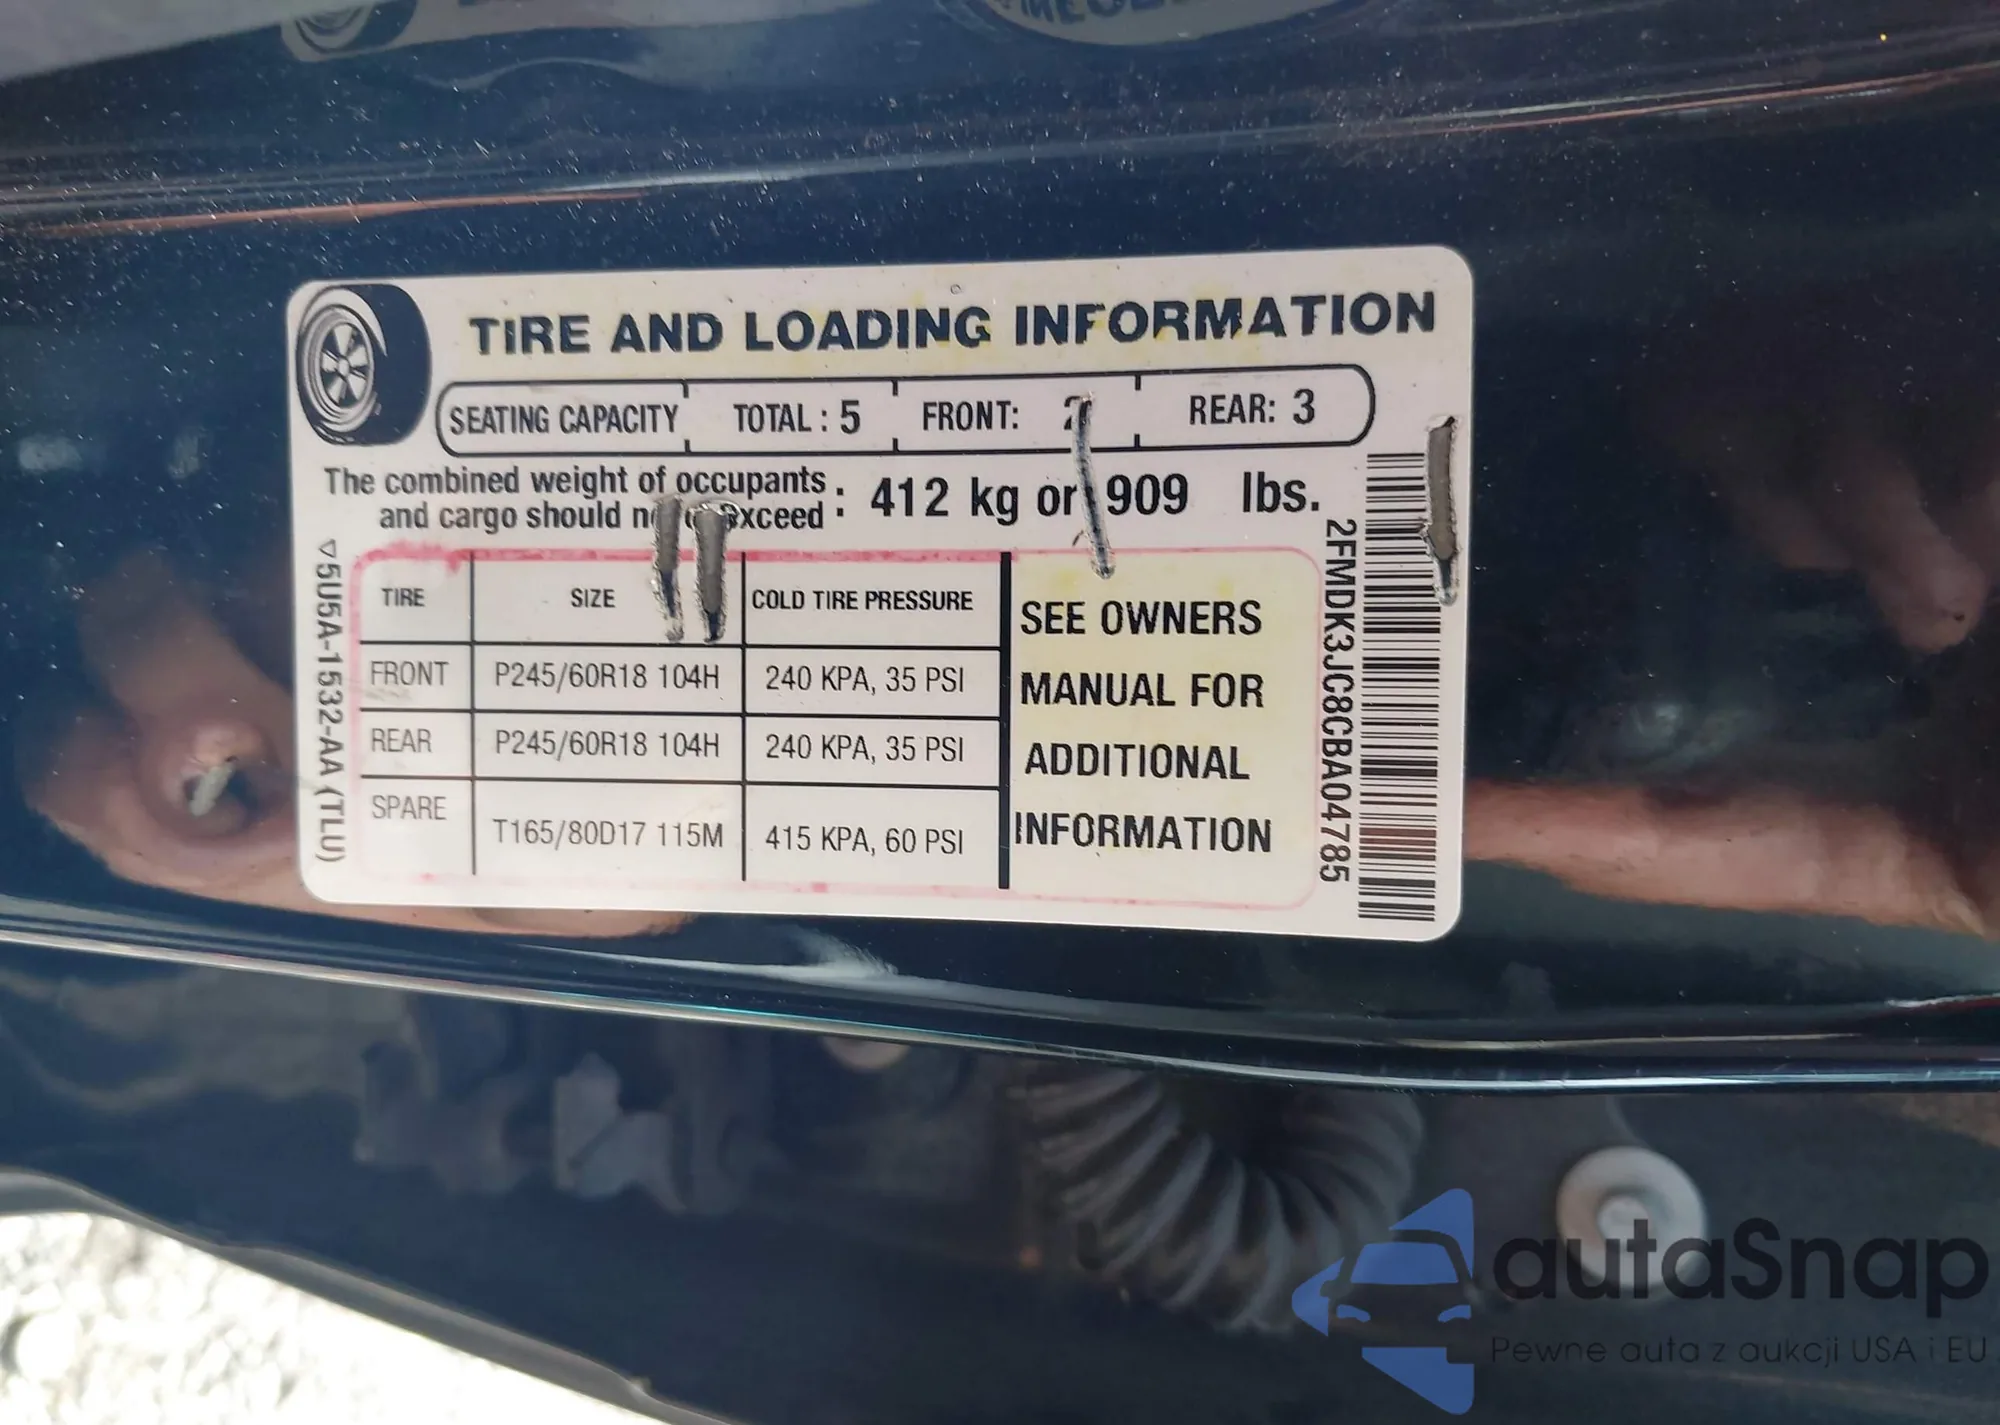 TIRE AND LOADING INFORMATION
SEATING CAPACITY TOTAL : 5 FRONT: 2 REAR: 3
The combined weight of occupants
and cargo should exceed : 412 kg or 909 lbs.
TIRE SIZE COLD TIRE PRESSURE
FRONT P245/60R18 104H 240 KPA, 35 PSI
REAR P245/60R18 104H 240 KPA, 35 PSI
SPARE T165/80D17 115M 415 KPA, 60 PSI
SEE OWNERS
MANUAL FOR
ADDITIONAL
INFORMATION
▽5U5A-1532-AA (TLU)
2FMDK3JC8CBA04785
autaSnap
Pewne auta z aukcji USA i EU